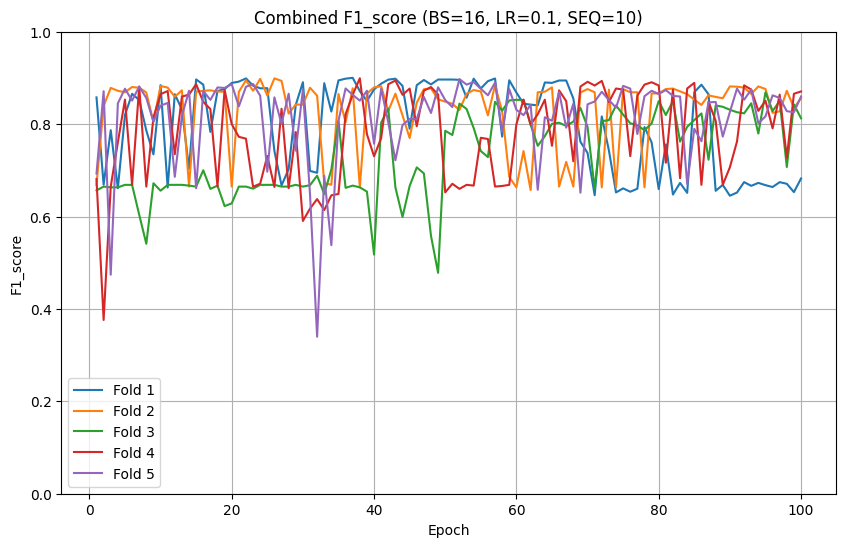 Combined F1_score (BS=16, LR=0.1, SEQ=10)
1.0
0.8
0.6
0.4
0.2
0.0
F1_score
Fold 1
Fold 2
Fold 3
Fold 4
Fold 5
0 20 40 60 80 100
Epoch